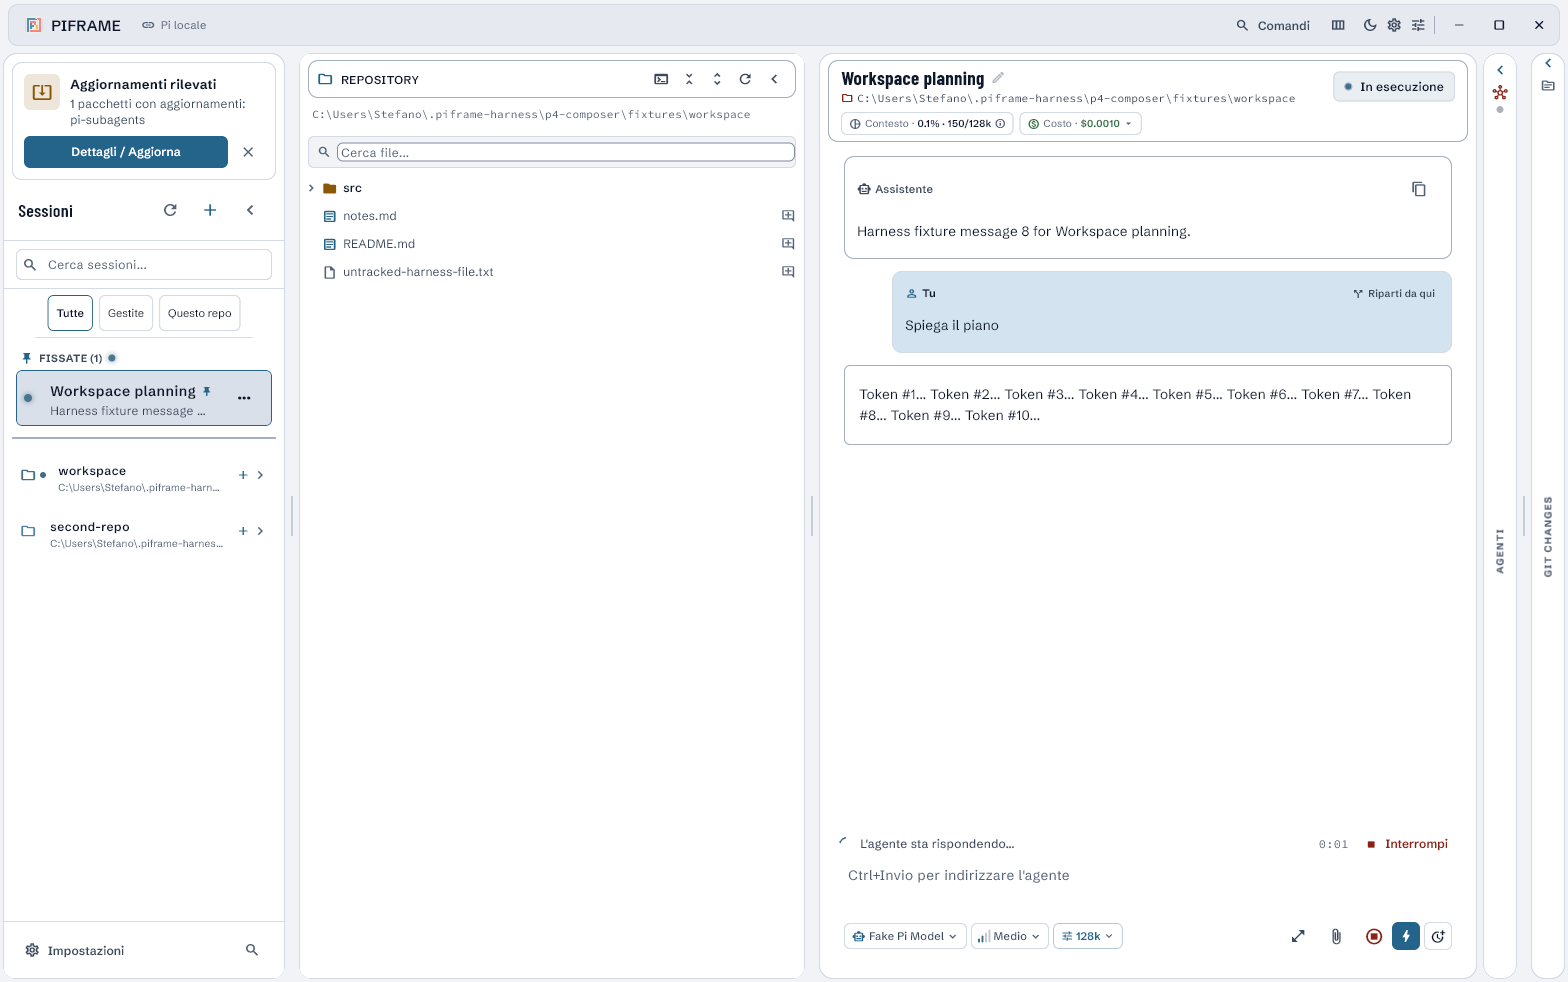 PIFRAME
Pi locale
Comandi
Aggiornamenti rilevati
1 pacchetti con aggiornamenti:
pi-subagents
Dettagli / Aggiorna
Sessioni
Cerca sessioni...
Tutte
Gestite
Questo repo
FISSATE (1)
Workspace planning
Harness fixture message ...
workspace
C:\Users\Stefano\.piframe-harn...
second-repo
C:\Users\Stefano\.piframe-harnes...
Impostazioni
REPOSITORY
C:\Users\Stefano\.piframe-harness\p4-composer\fixtures\workspace
Cerca file...
src
notes.md
README.md
untracked-harness-file.txt
Workspace planning
C:\Users\Stefano\.piframe-harness\p4-composer\fixtures\workspace
Contesto · 0.1% · 150/128k
Costo · $0.0010
In esecuzione
Assistente
Harness fixture message 8 for Workspace planning.
Tu
Riparti da qui
Spiega il piano
Token #1... Token #2... Token #3... Token #4... Token #5... Token #6... Token #7... Token
#8... Token #9... Token #10...
L'agente sta rispondendo...
0:01
Interrompi
Ctrl+Invio per indirizzare l'agente
Fake Pi Model
Medio
128k
AGENTI
GIT CHANGES